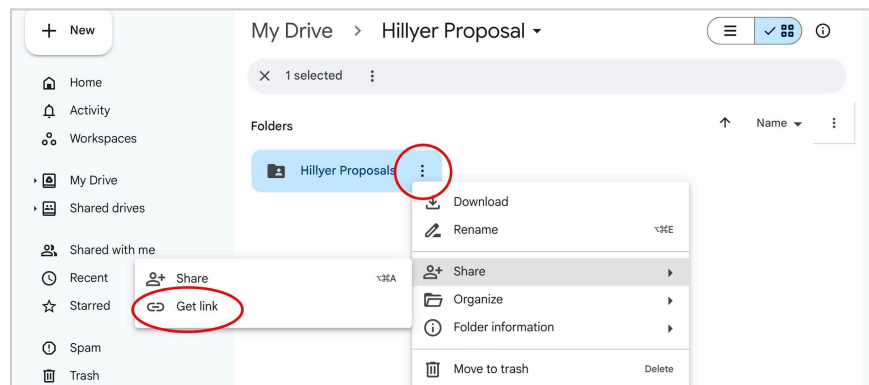 New
My Drive > Hillyer Proposal
1 selected
Home
Activity
Workspaces
Folders
Name
My Drive
Hillyer Proposals
Shared drives
Download
Rename ⌥⌘E
Shared with me
Recent
Starred
Share ⌥⌘A
Get link
Share
Organize
Folder information
Spam
Trash
Move to trash Delete